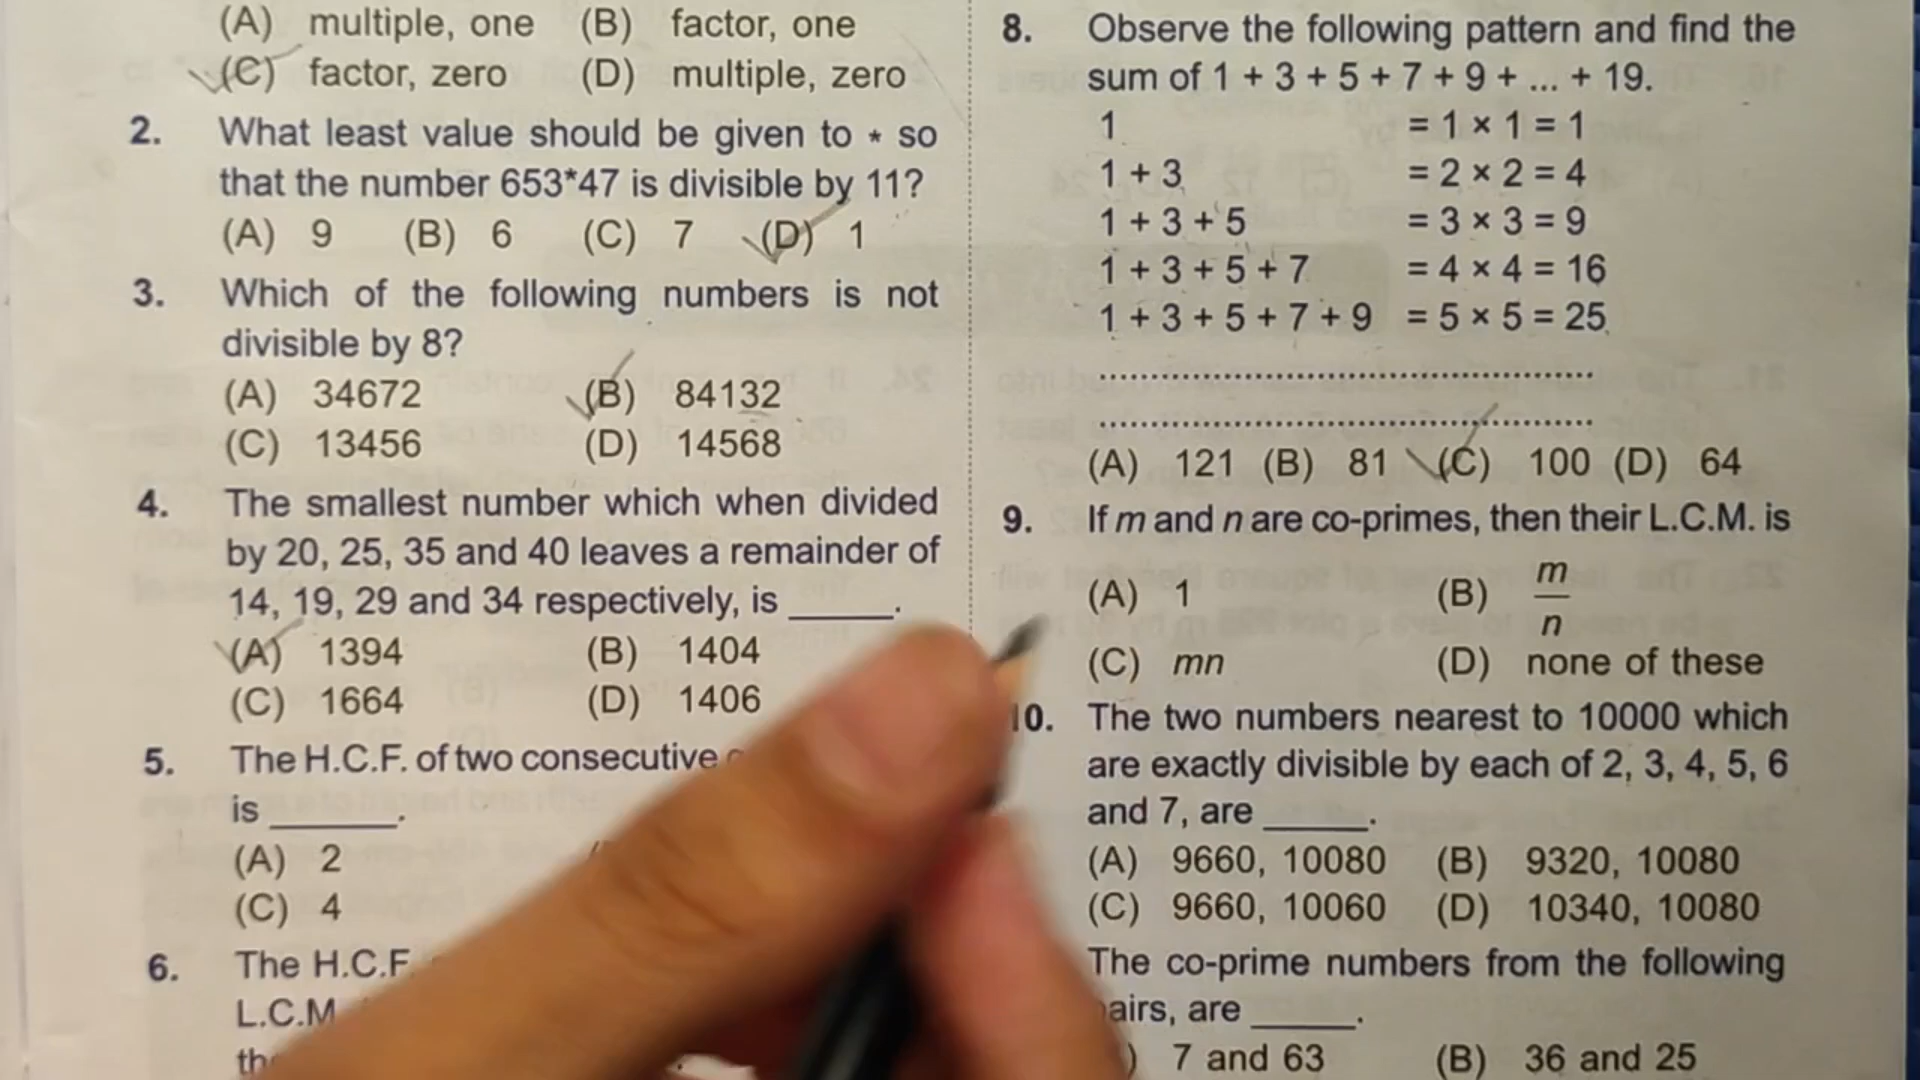 (A) multiple, one (B) factor, one
(C) factor, zero (D) multiple, zero
2. What least value should be given to * so
that the number 653*47 is divisible by 11?
(A) 9 (B) 6 (C) 7 (D) 1
3. Which of the following numbers is not
divisible by 8?
(A) 34672 (B) 84132
(C) 13456 (D) 14568
4. The smallest number which when divided
by 20, 25, 35 and 40 leaves a remainder of
14, 19, 29 and 34 respectively, is ______.
(A) 1394 (B) 1404
(C) 1664 (D) 1406
5. The H.C.F. of two consecutive
is _______.
(A) 2
(C) 4
6. The H.C.F.
L.C.M.
8. Observe the following pattern and find the
sum of 1 + 3 + 5 + 7 + 9 + ... + 19.
1 = 1 × 1 = 1
1 + 3 = 2 × 2 = 4
1 + 3 + 5 = 3 × 3 = 9
1 + 3 + 5 + 7 = 4 × 4 = 16
1 + 3 + 5 + 7 + 9 = 5 × 5 = 25
(A) 121 (B) 81 (C) 100 (D) 64
9. If m and n are co-primes, then their L.C.M. is
(A) 1 (B) m/n
(C) mn (D) none of these
10. The two numbers nearest to 10000 which
are exactly divisible by each of 2, 3, 4, 5, 6
and 7, are ______.
(A) 9660, 10080 (B) 9320, 10080
(C) 9660, 10060 (D) 10340, 10080
The co-prime numbers from the following
airs, are ______.
7 and 63 (B) 36 and 25